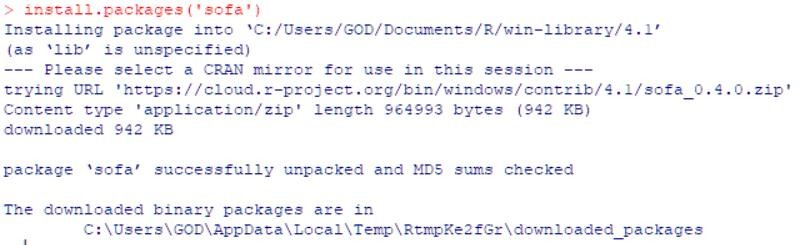 > install.packages('sofa')
Installing package into ‘C:/Users/GOD/Documents/R/win-library/4.1’
(as ‘lib’ is unspecified)
--- Please select a CRAN mirror for use in this session ---
trying URL 'https://cloud.r-project.org/bin/windows/contrib/4.1/sofa_0.4.0.zip'
Content type 'application/zip' length 964993 bytes (942 KB)
downloaded 942 KB
package ‘sofa’ successfully unpacked and MD5 sums checked
The downloaded binary packages are in
C:\Users\GOD\AppData\Local\Temp\RtmpKe2fGr\downloaded_packages